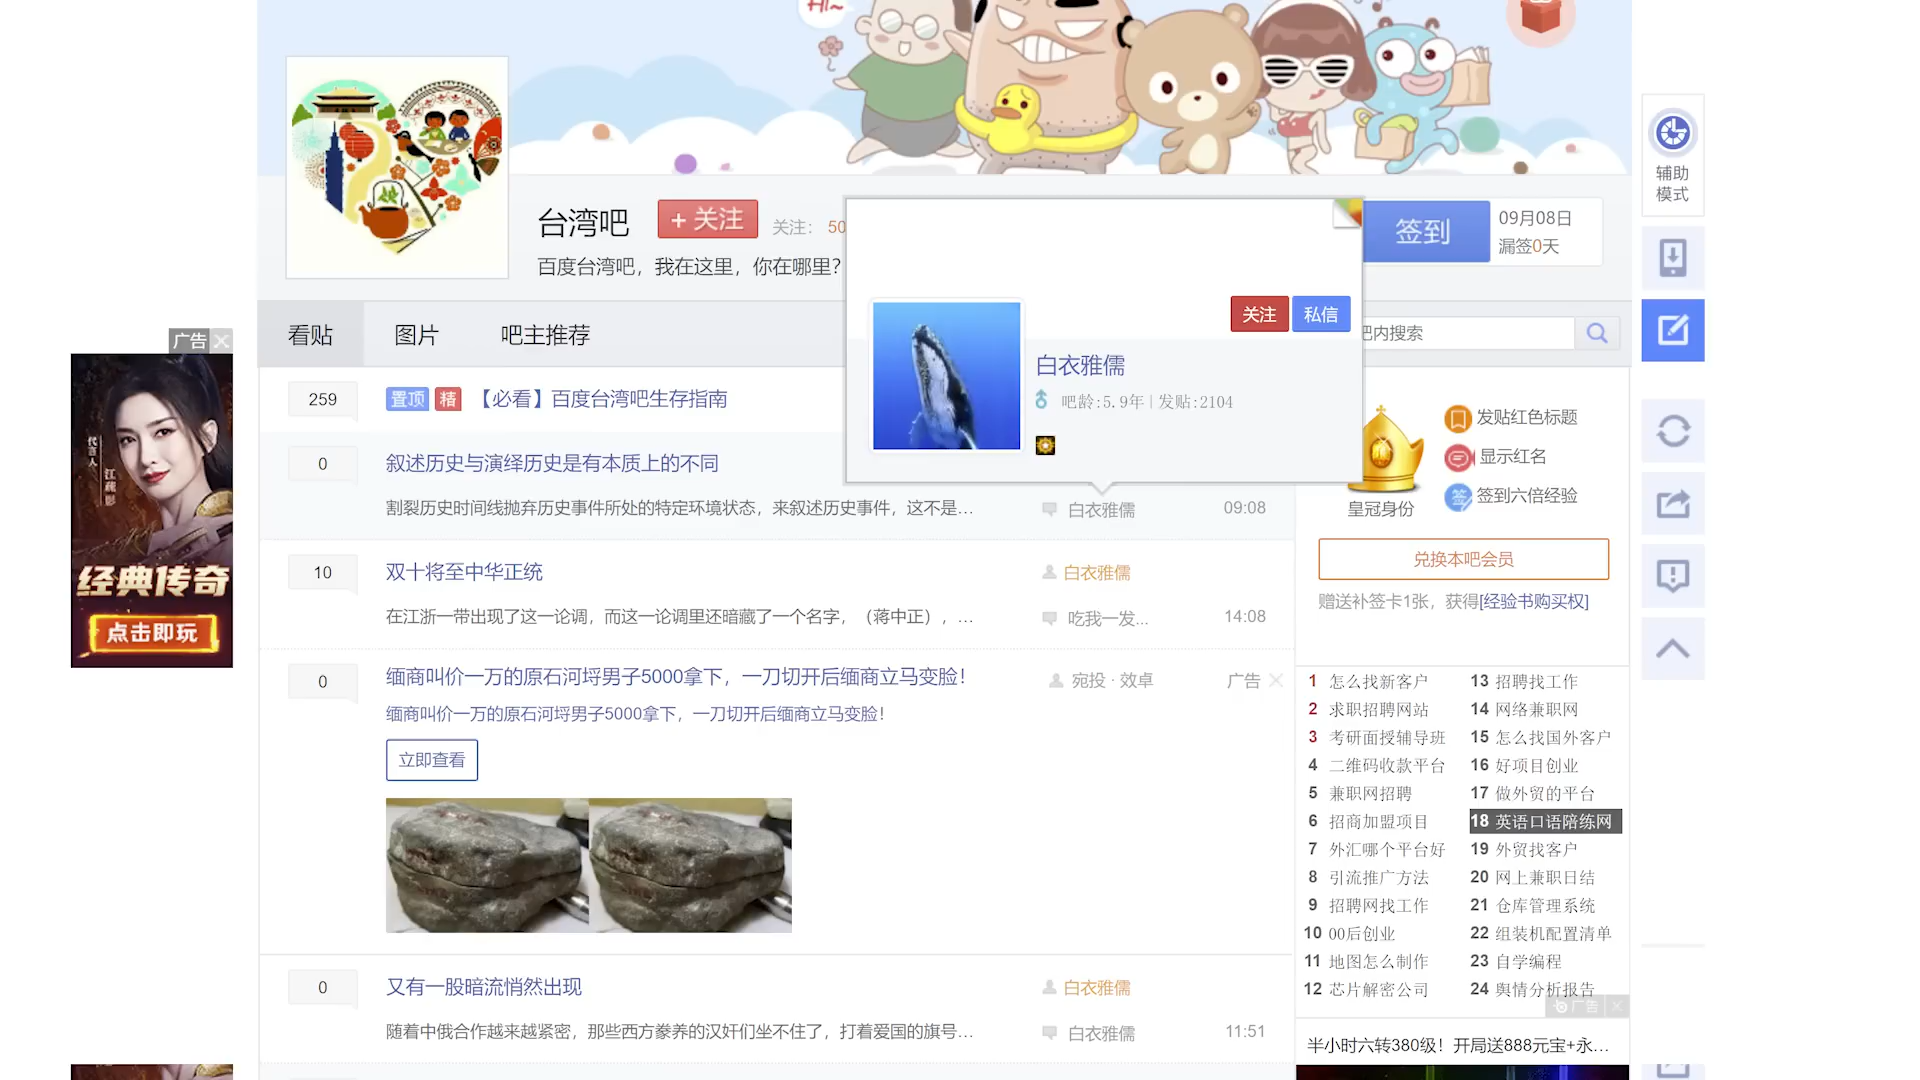 Hi~
台湾吧
+ 关注
关注： 50
百度台湾吧，我在这里，你在哪里？
签到
09月08日
漏签0天
辅助
模式
关注
私信
白衣雅儒
吧龄:5.9年 | 发贴:2104
看贴
图片
吧主推荐
吧内搜索
广告
代言人
江疏影
经典传奇
点击即玩
259
置顶 精 【必看】百度台湾吧生存指南
0
叙述历史与演绎历史是有本质上的不同
割裂历史时间线抛弃历史事件所处的特定环境状态，来叙述历史事件，这不是...
白衣雅儒
09:08
10
双十将至中华正统
白衣雅儒
在江浙一带出现了这一论调，而这一论调里还暗藏了一个名字，（蒋中正），...
吃我一发...
14:08
0
缅商叫价一万的原石河埒男子5000拿下，一刀切开后缅商立马变脸！
宛投 · 效卓
广告
缅商叫价一万的原石河埒男子5000拿下，一刀切开后缅商立马变脸！
立即查看
0
又有一股暗流悄然出现
白衣雅儒
随着中俄合作越来越紧密，那些西方豢养的汉奸们坐不住了，打着爱国的旗号...
白衣雅儒
11:51
皇冠身份
发贴红色标题
显示红名
签 签到六倍经验
兑换本吧会员
赠送补签卡1张，获得[经验书购买权]
1 怎么找新客户
2 求职招聘网站
3 考研面授辅导班
4 二维码收款平台
5 兼职网招聘
6 招商加盟项目
7 外汇哪个平台好
8 引流推广方法
9 招聘网找工作
10 00后创业
11 地图怎么制作
12 芯片解密公司
13 招聘找工作
14 网络兼职网
15 怎么找国外客户
16 好项目创业
17 做外贸的平台
18 英语口语陪练网
19 外贸找客户
20 网上兼职日结
21 仓库管理系统
22 组装机配置清单
23 自学编程
24 舆情分析报告
广告
半小时六转380级！开局送888元宝+永...